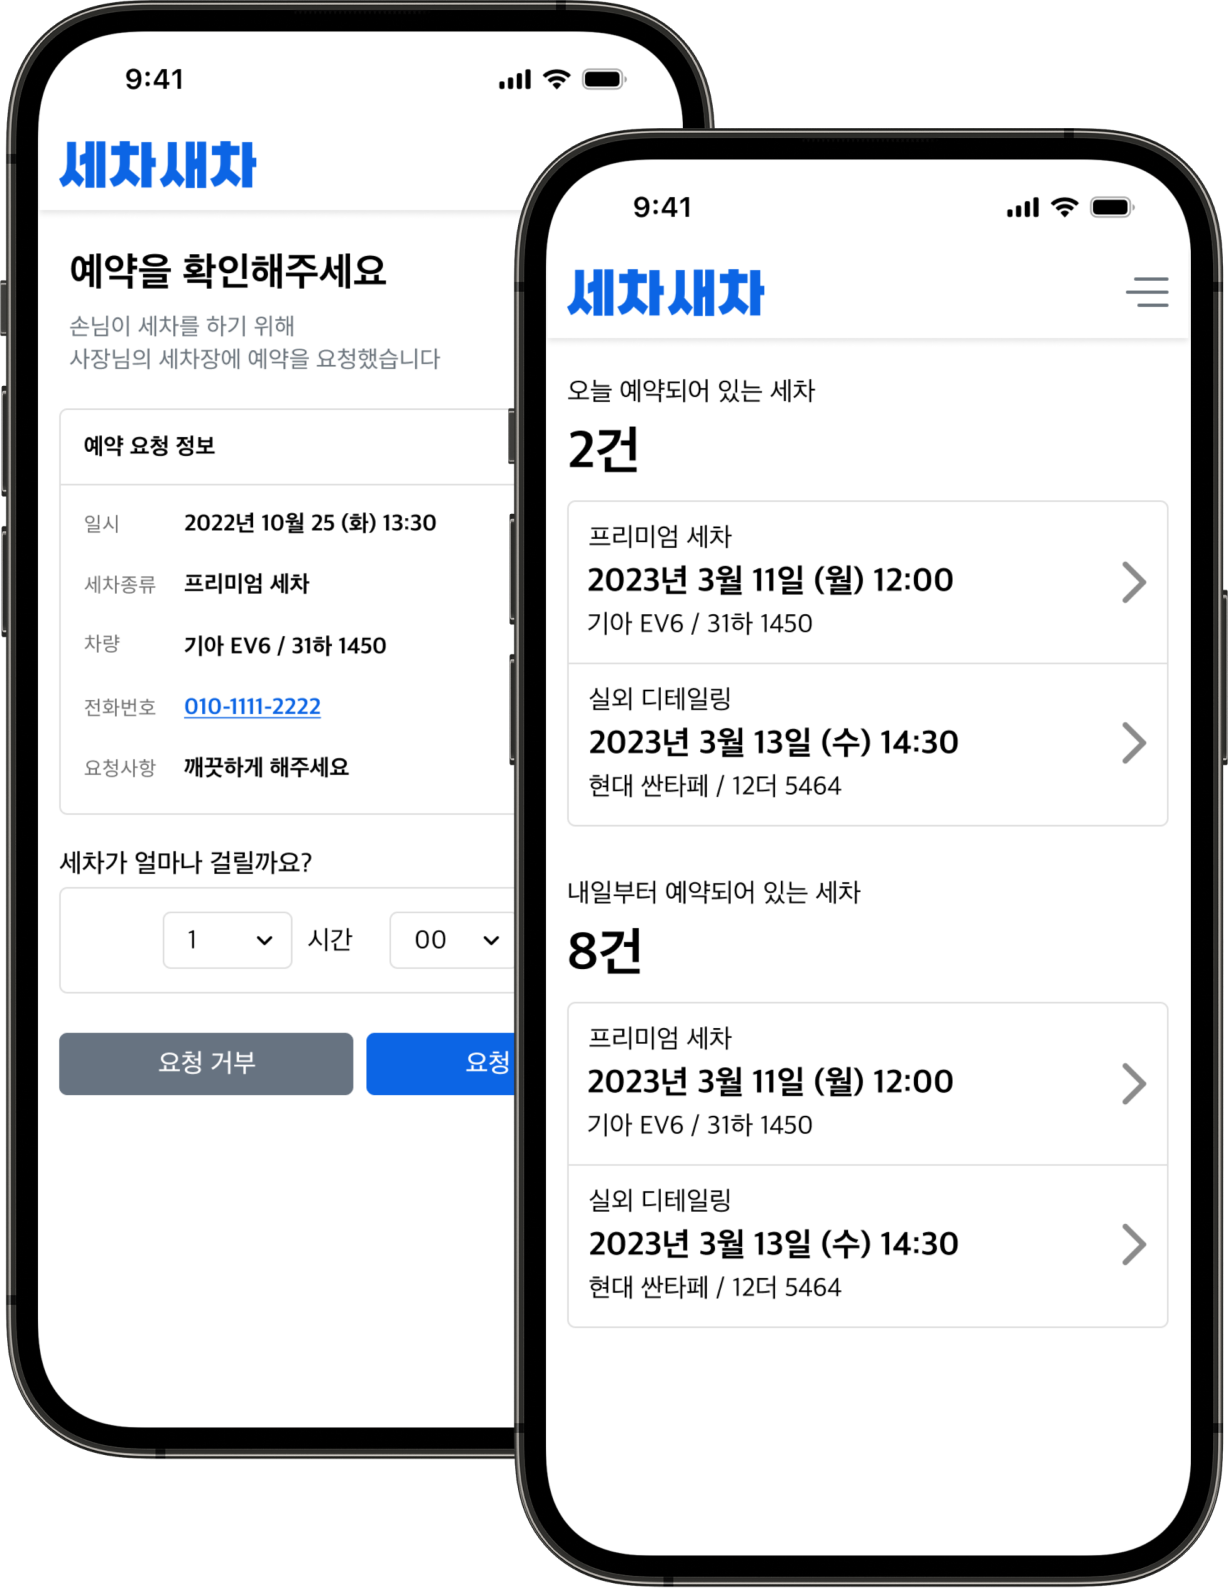 9:41
세차새차
예약을 확인해주세요
손님이 세차를 하기 위해
사장님의 세차장에 예약을 요청했습니다
예약 요청 정보
일시 2022년 10월 25 (화) 13:30
세차종류 프리미엄 세차
차량 기아 EV6 / 31하 1450
전화번호 010-1111-2222
요청사항 깨끗하게 해주세요
세차가 얼마나 걸릴까요?
1 시간 00
요청 거부 요청
9:41
세차새차
오늘 예약되어 있는 세차
2건
프리미엄 세차
2023년 3월 11일 (월) 12:00
기아 EV6 / 31하 1450
실외 디테일링
2023년 3월 13일 (수) 14:30
현대 싼타페 / 12더 5464
내일부터 예약되어 있는 세차
8건
프리미엄 세차
2023년 3월 11일 (월) 12:00
기아 EV6 / 31하 1450
실외 디테일링
2023년 3월 13일 (수) 14:30
현대 싼타페 / 12더 5464